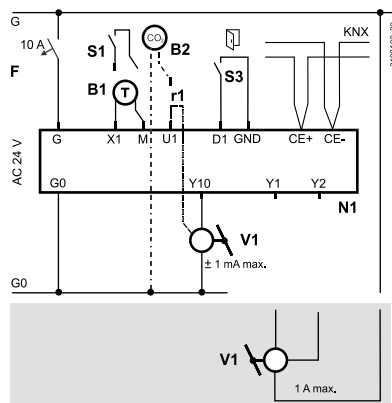 G
KNX
10 A
S1
CO₂
B2
F
S3
B1
T
r1
AC 24 V
G X1 M U1 D1 GND CE+ CE-
G0 Y10 Y1 Y2
N1
V1
± 1 mA max.
G0
V1
1 A max.